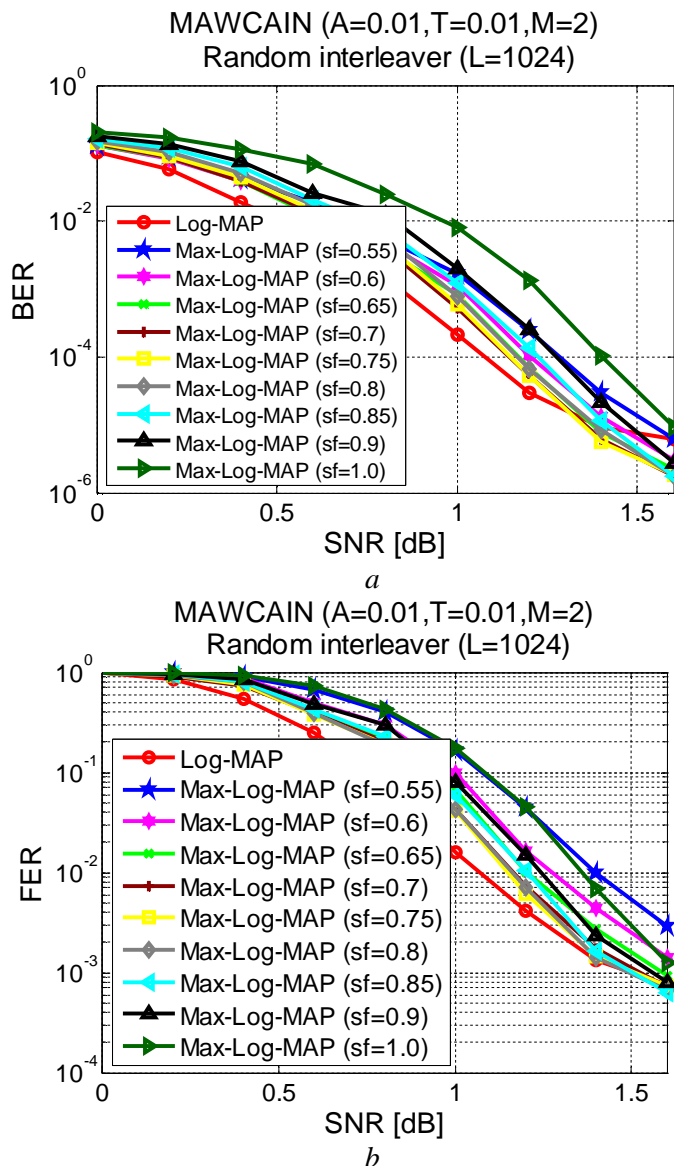 MAWCAIN (A=0.01,T=0.01,M=2)
Random interleaver (L=1024)
10^0
10^-2
10^-4
10^-6
BER
Log-MAP
Max-Log-MAP (sf=0.55)
Max-Log-MAP (sf=0.6)
Max-Log-MAP (sf=0.65)
Max-Log-MAP (sf=0.7)
Max-Log-MAP (sf=0.75)
Max-Log-MAP (sf=0.8)
Max-Log-MAP (sf=0.85)
Max-Log-MAP (sf=0.9)
Max-Log-MAP (sf=1.0)
0 0.5 1 1.5
SNR [dB]
a
MAWCAIN (A=0.01,T=0.01,M=2)
Random interleaver (L=1024)
10^0
10^-1
10^-2
10^-3
10^-4
FER
Log-MAP
Max-Log-MAP (sf=0.55)
Max-Log-MAP (sf=0.6)
Max-Log-MAP (sf=0.65)
Max-Log-MAP (sf=0.7)
Max-Log-MAP (sf=0.75)
Max-Log-MAP (sf=0.8)
Max-Log-MAP (sf=0.85)
Max-Log-MAP (sf=0.9)
Max-Log-MAP (sf=1.0)
0 0.5 1 1.5
SNR [dB]
b